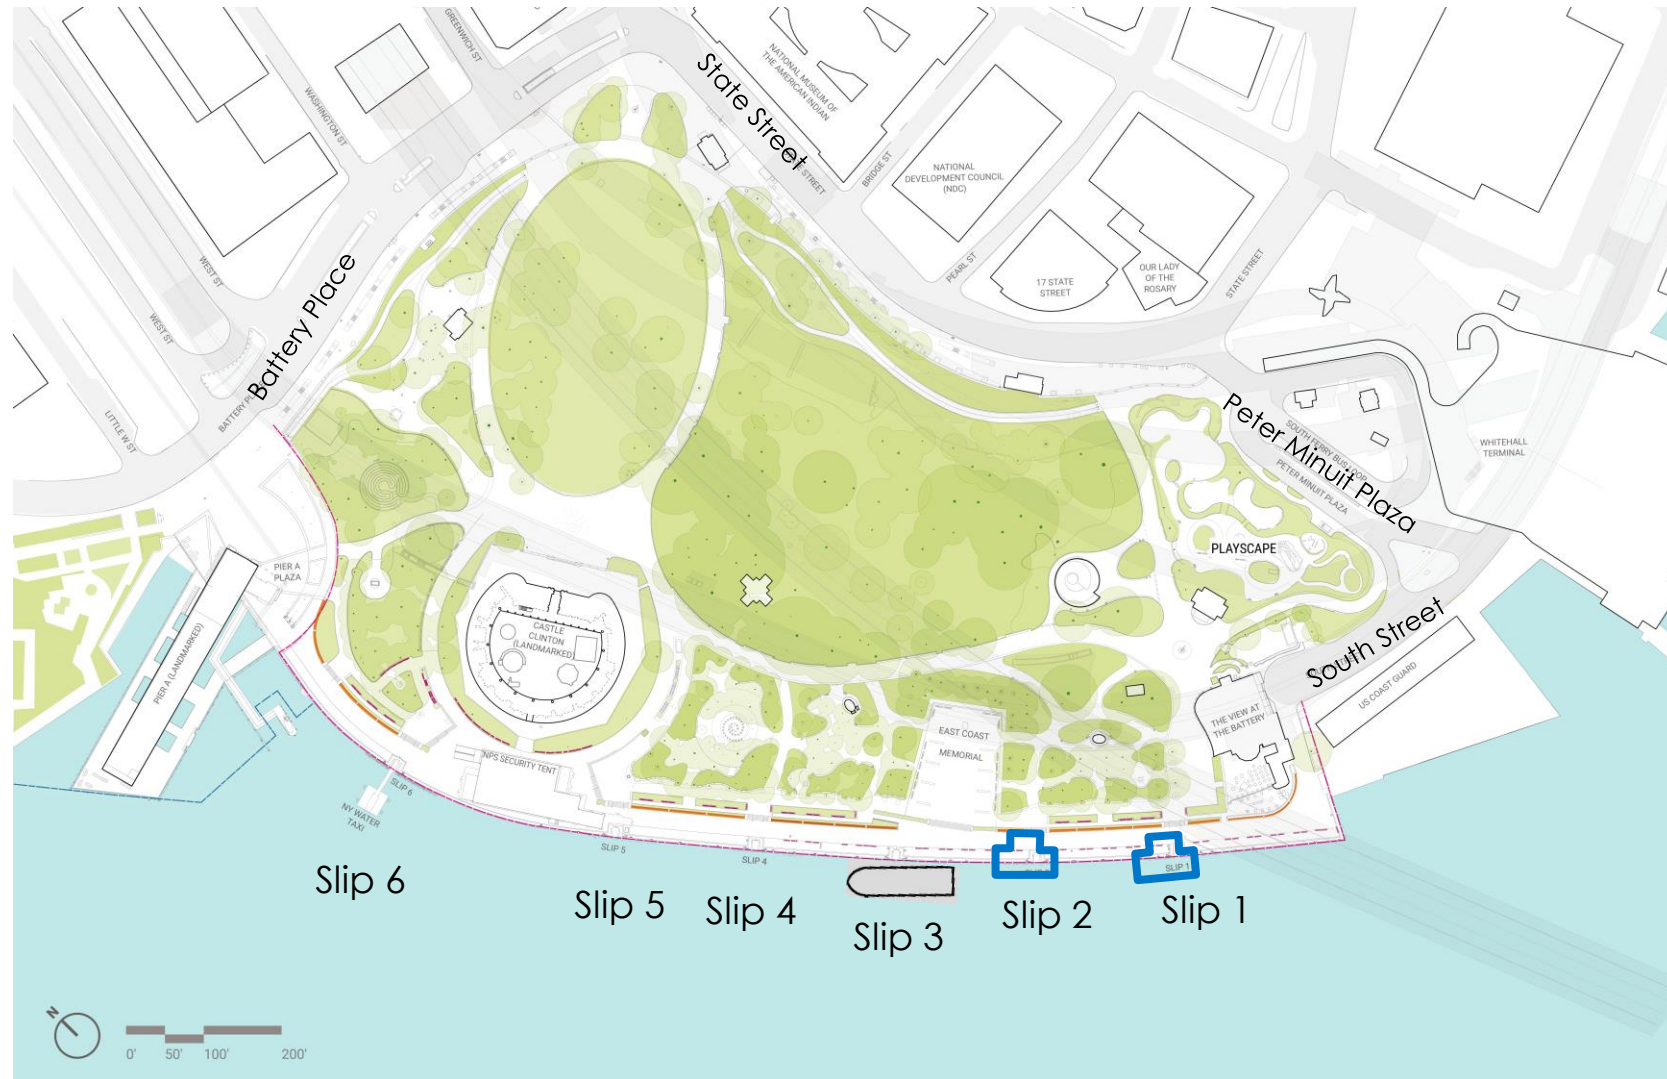 GREENWICH ST
WASHINGTON ST
WEST ST
WEST ST
LITTLE W ST
BATTERY PL
Battery Place
State Street
STREET
NATIONAL MUSEUM OF
THE AMERICAN INDIAN
BRIDGE ST
NATIONAL
DEVELOPMENT COUNCIL
(NDC)
PEARL ST
17 STATE
STREET
OUR LADY
OF THE
ROSARY
STATE STREET
Peter Minuit Plaza
SOUTH FERRY BUS LOOP
PETER MINUIT PLAZA
WHITEHALL
TERMINAL
PLAYSCAPE
South Street
US COAST GUARD
THE VIEW AT
THE BATTERY
PIER A
PLAZA
PIER A (LANDMARKED)
CASTLE
CLINTON
(LANDMARKED)
EAST COAST
MEMORIAL
NPS SECURITY TENT
NY WATER
TAXI
SLIP 6
SLIP 5
SLIP 4
SLIP 1
Slip 6
Slip 5
Slip 4
Slip 3
Slip 2
Slip 1
N
0' 50' 100' 200'